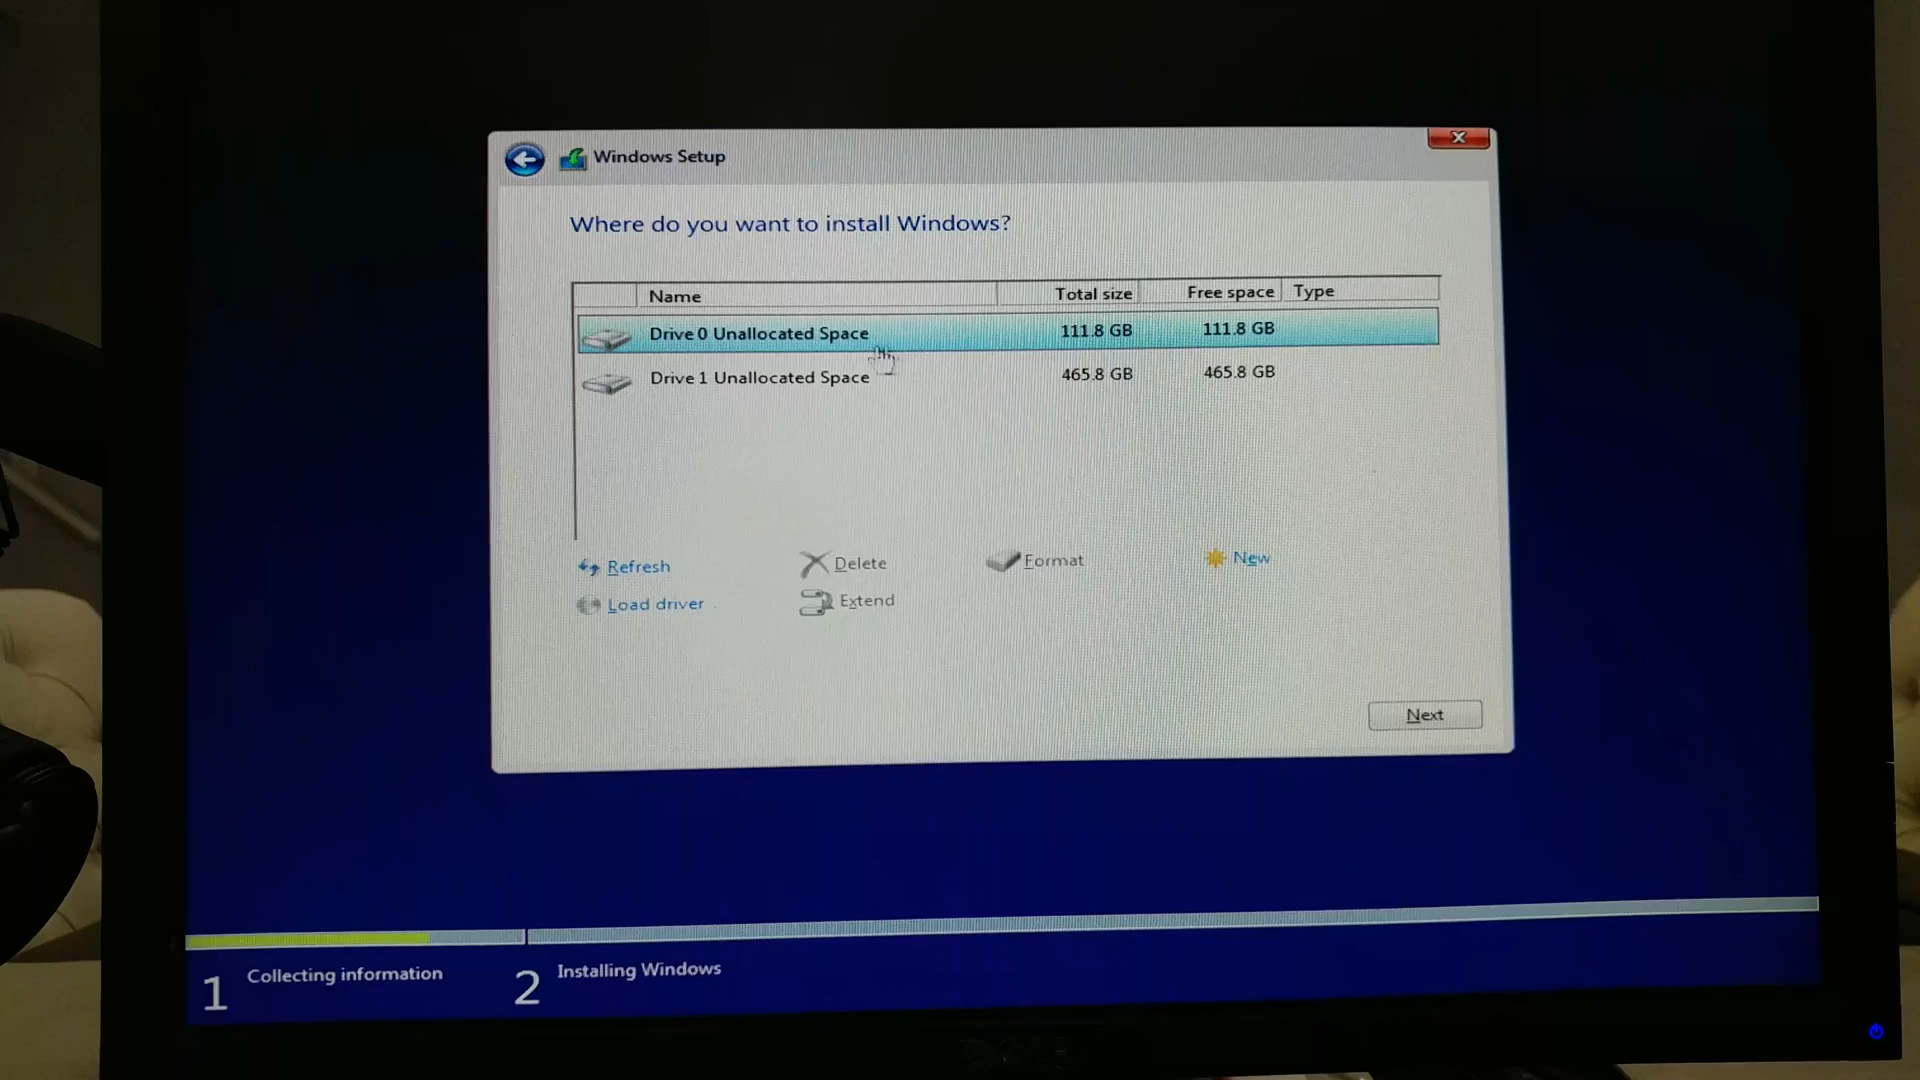 Windows Setup
Where do you want to install Windows?
Name Total size Free space Type
Drive 0 Unallocated Space 111.8 GB 111.8 GB
Drive 1 Unallocated Space 465.8 GB 465.8 GB
Refresh Delete Format New
Load driver Extend
Next
1 Collecting information 2 Installing Windows